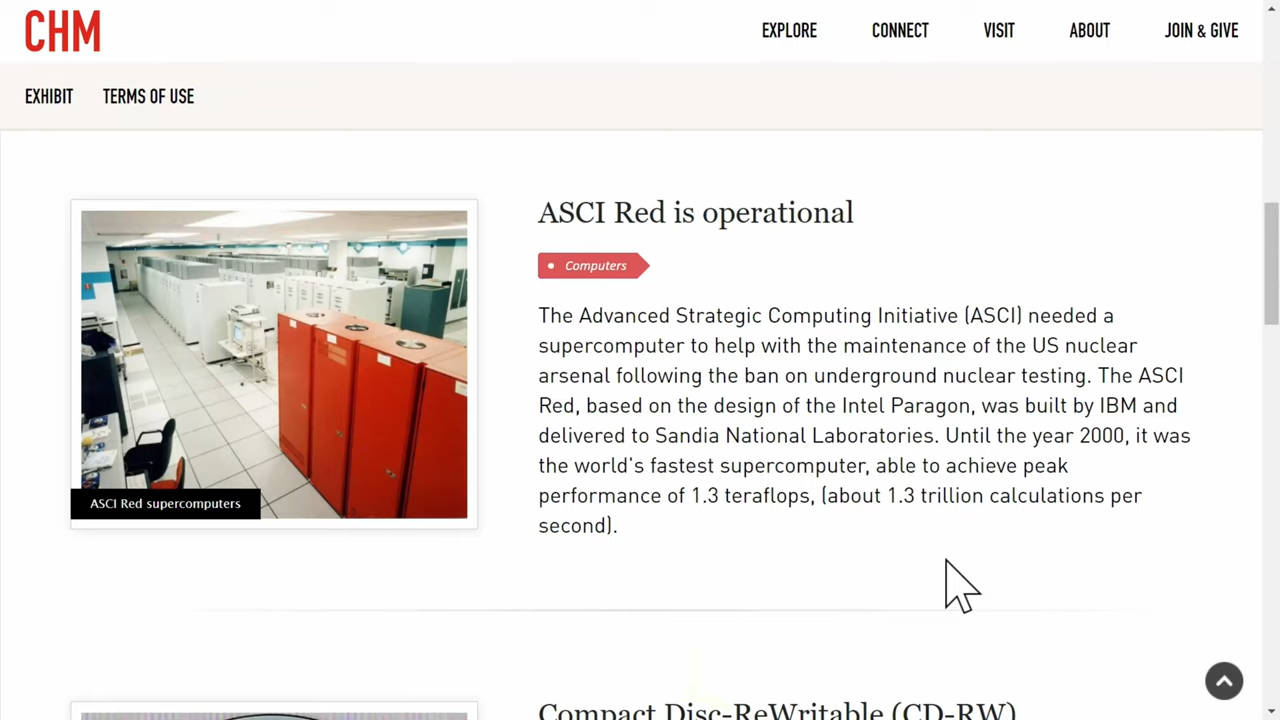 CHM
EXPLORE
CONNECT
VISIT
ABOUT
JOIN & GIVE
EXHIBIT
TERMS OF USE
ASCI Red is operational
Computers
The Advanced Strategic Computing Initiative (ASCI) needed a
supercomputer to help with the maintenance of the US nuclear
arsenal following the ban on underground nuclear testing. The ASCI
Red, based on the design of the Intel Paragon, was built by IBM and
delivered to Sandia National Laboratories. Until the year 2000, it was
the world's fastest supercomputer, able to achieve peak
performance of 1.3 teraflops, (about 1.3 trillion calculations per
second).
ASCI Red supercomputers
Compact Disc-ReWritable (CD-RW)